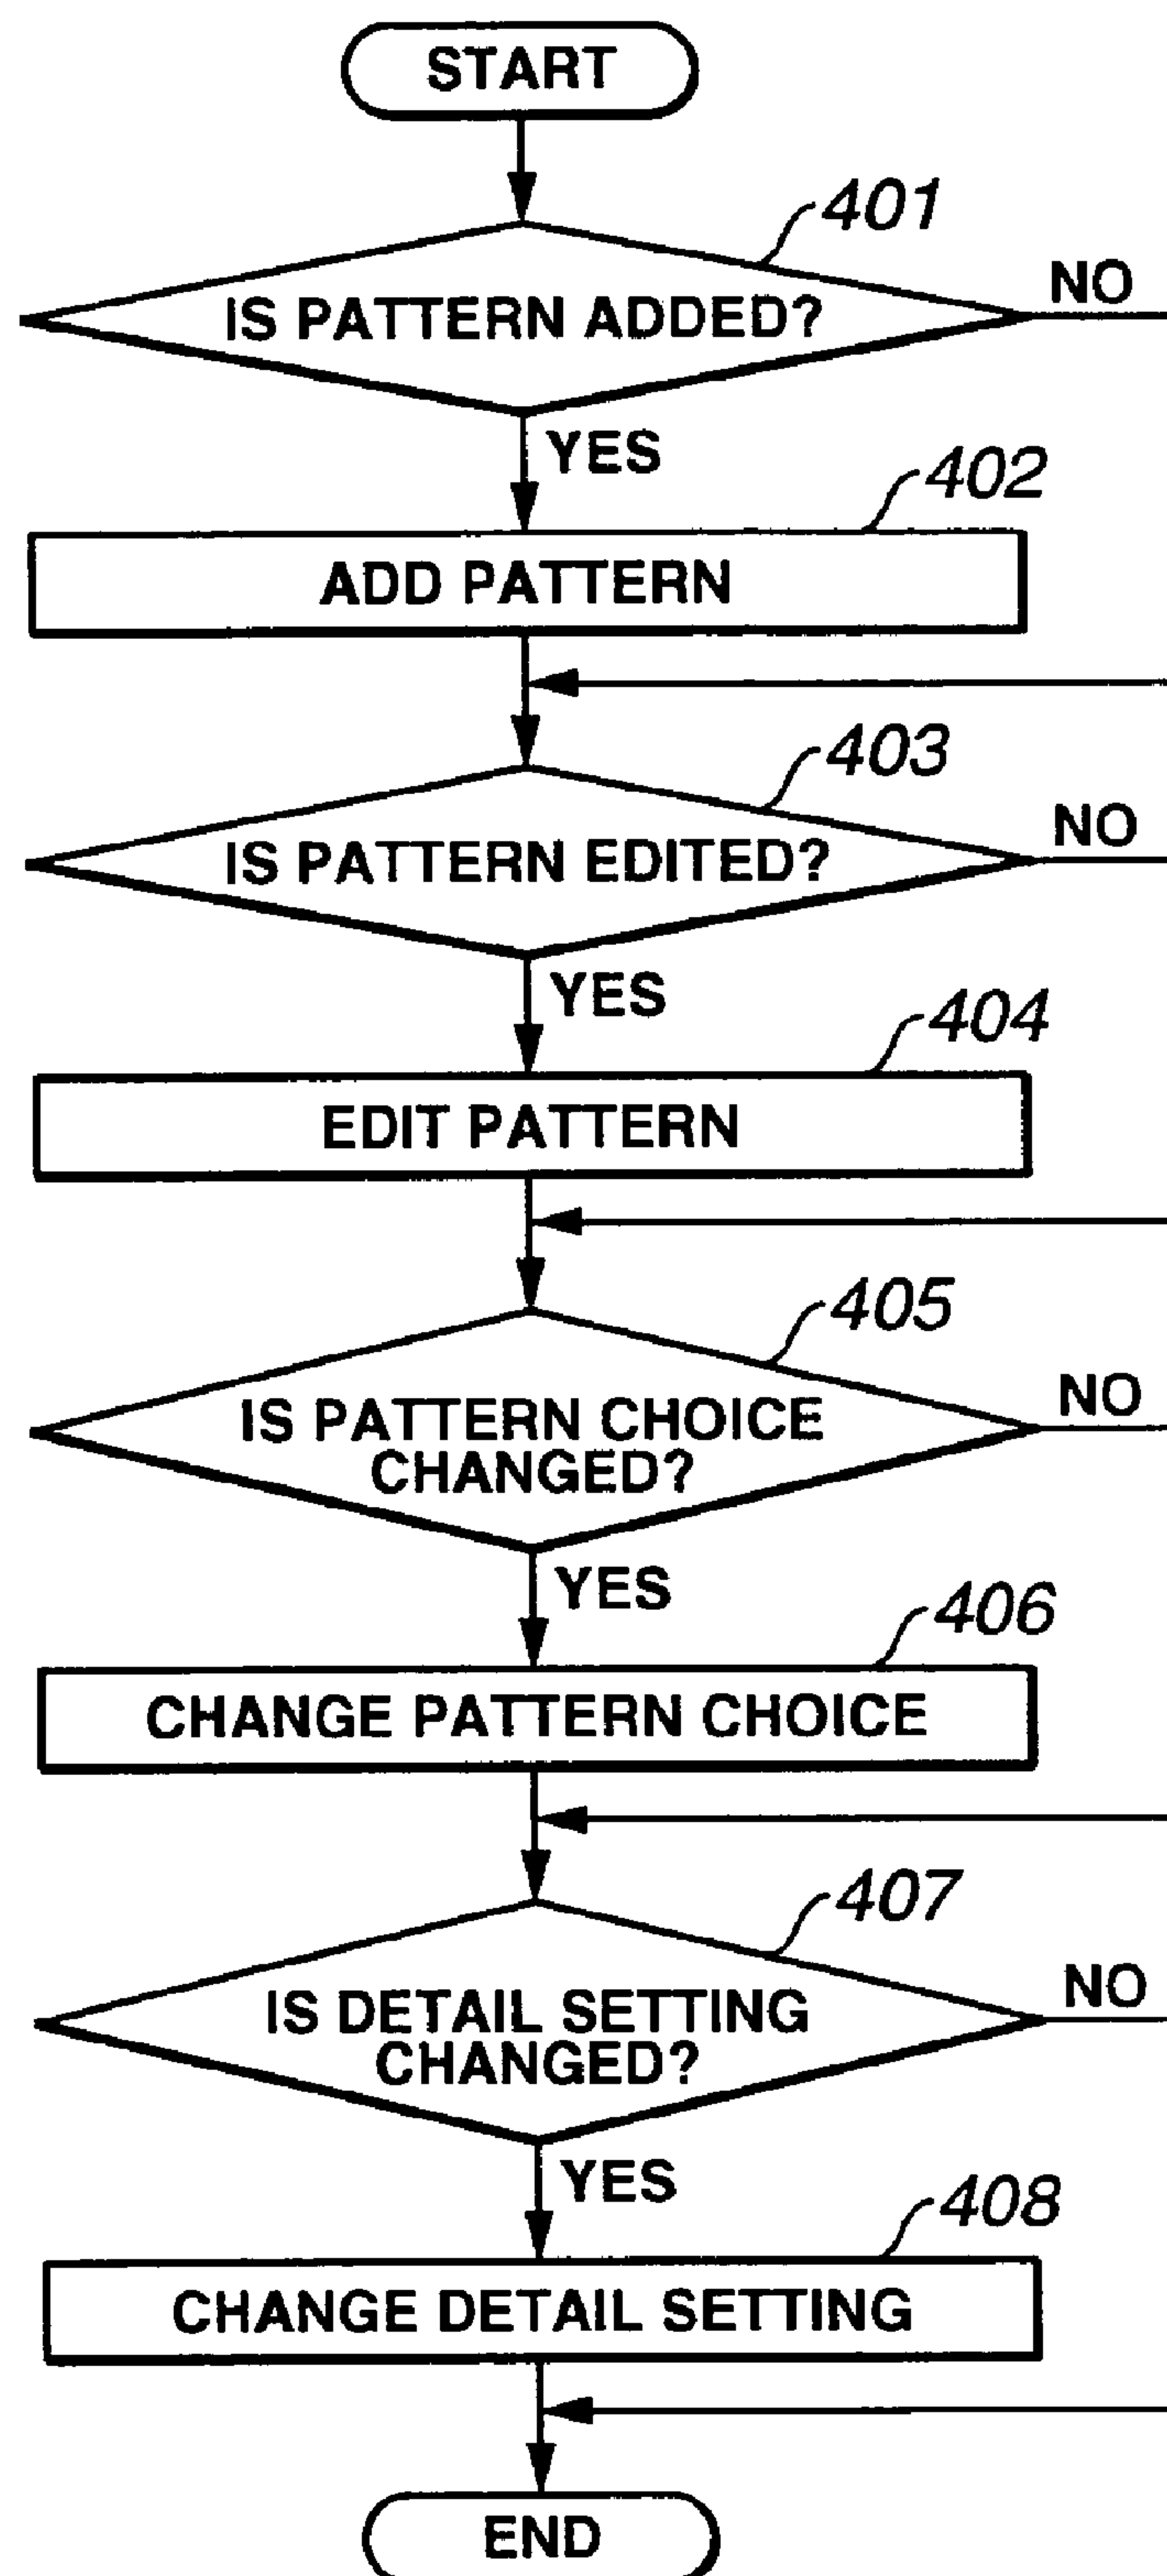 START
401
IS PATTERN ADDED?
NO
YES
402
ADD PATTERN
403
IS PATTERN EDITED?
NO
YES
404
EDIT PATTERN
405
IS PATTERN CHOICE
CHANGED?
NO
YES
406
CHANGE PATTERN CHOICE
407
IS DETAIL SETTING
CHANGED?
NO
YES
408
CHANGE DETAIL SETTING
END